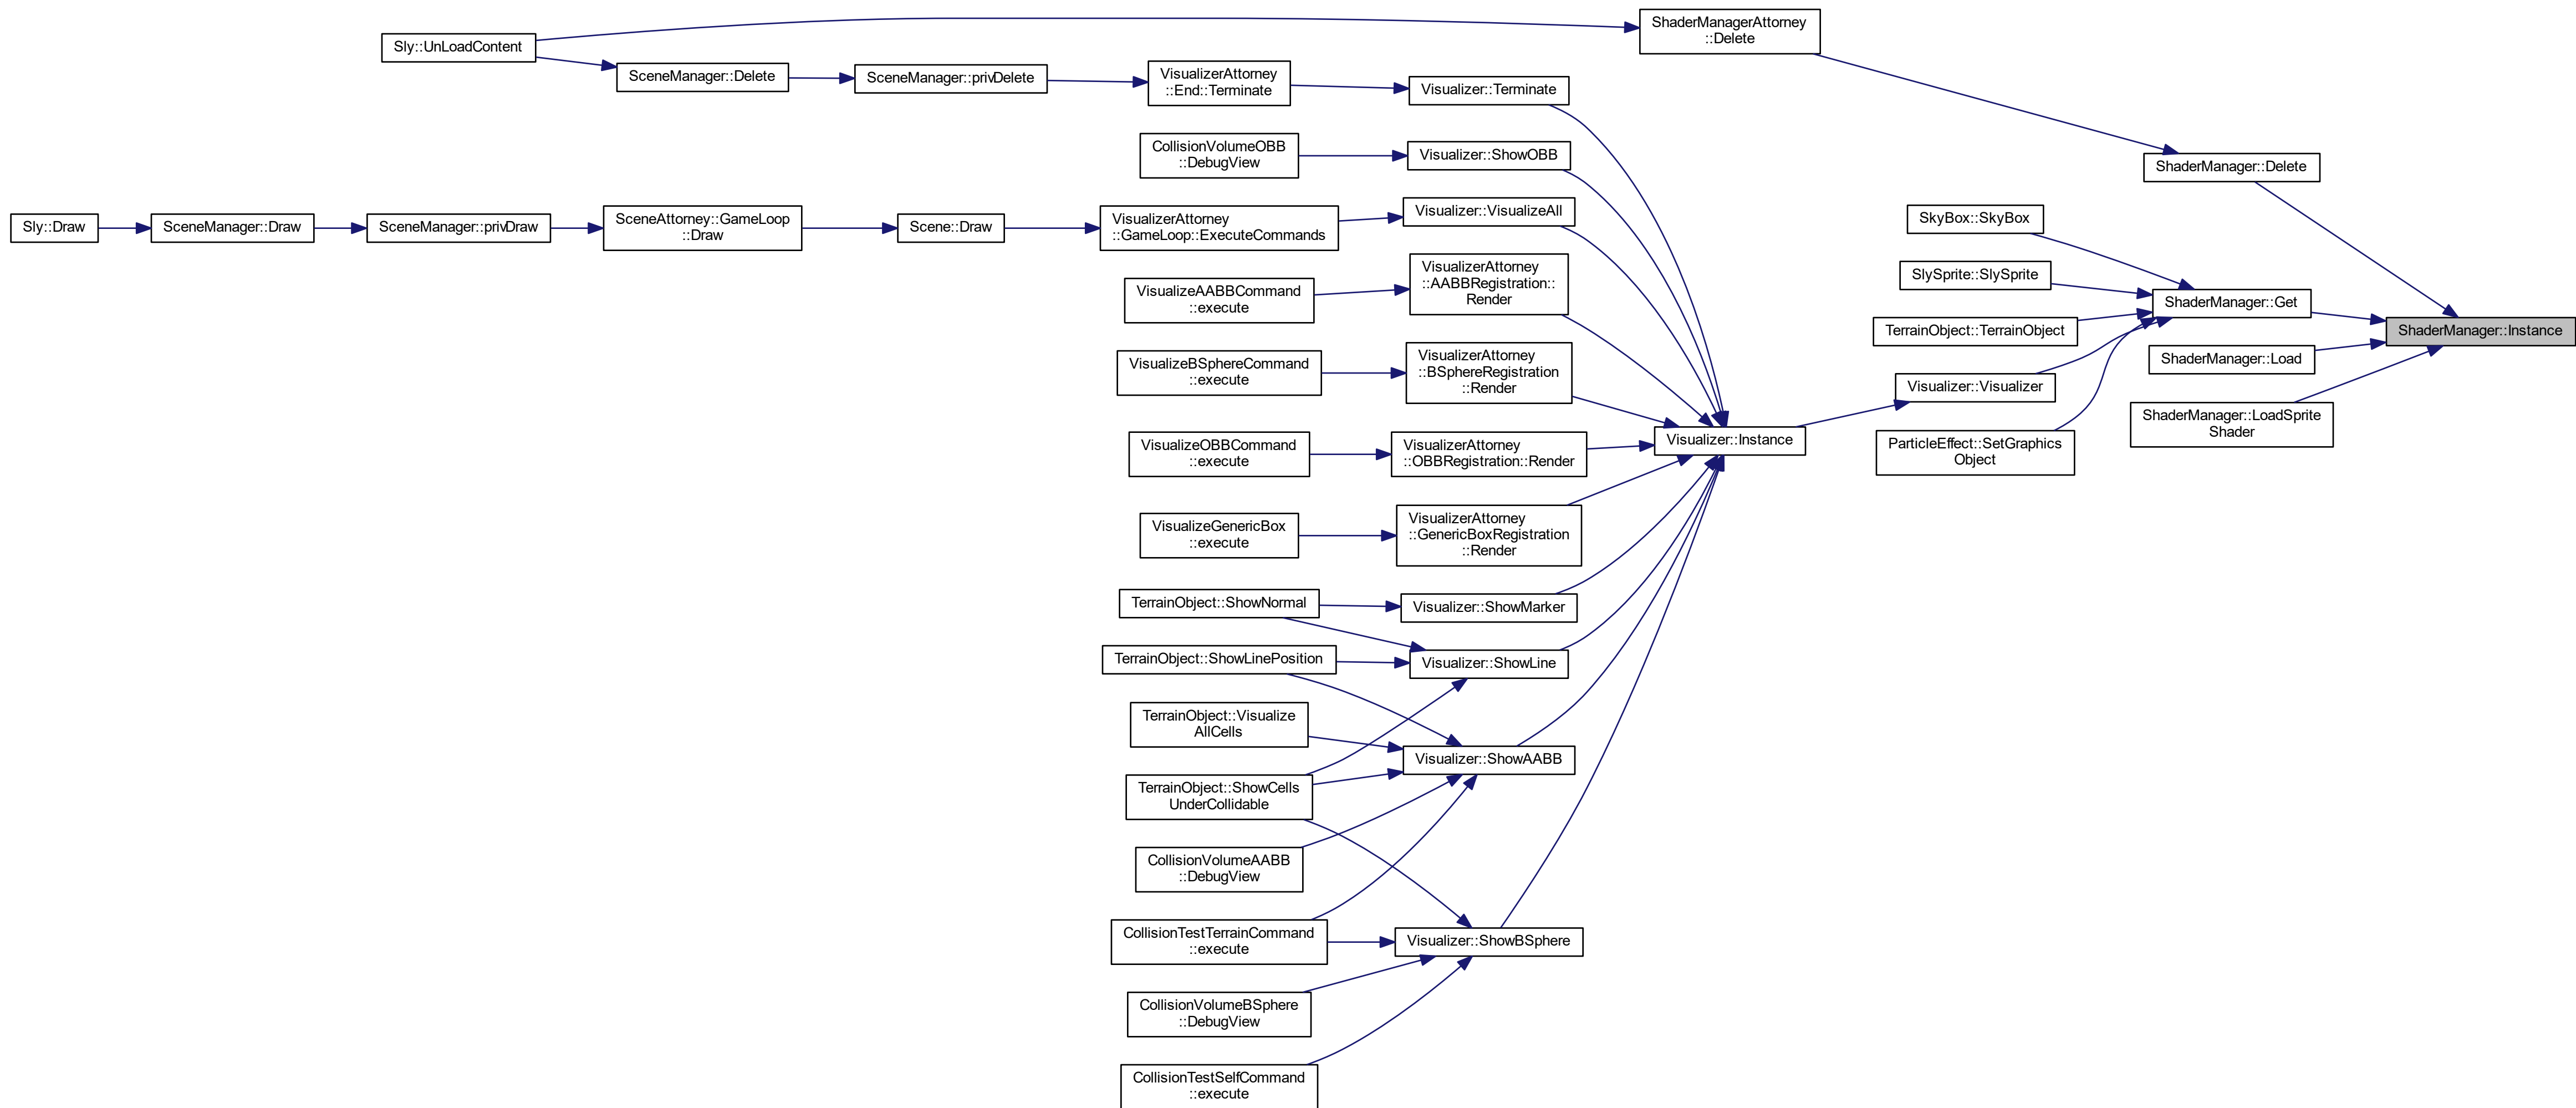 ShaderManagerAttorney
::Delete
Sly::UnLoadContent
SceneManager::Delete
SceneManager::privDelete
VisualizerAttorney
::End::Terminate
Visualizer::Terminate
CollisionVolumeOBB
::DebugView
Visualizer::ShowOBB
ShaderManager::Delete
Sly::Draw
SceneManager::Draw
SceneManager::privDraw
SceneAttorney::GameLoop
::Draw
Scene::Draw
VisualizerAttorney
::GameLoop::ExecuteCommands
Visualizer::VisualizeAll
SkyBox::SkyBox
VisualizeAABBCommand
::execute
VisualizerAttorney
::AABBRegistration::
Render
SlySprite::SlySprite
ShaderManager::Get
TerrainObject::TerrainObject
ShaderManager::Instance
VisualizeBSphereCommand
::execute
VisualizerAttorney
::BSphereRegistration
::Render
ShaderManager::Load
Visualizer::Visualizer
ShaderManager::LoadSprite
Shader
VisualizeOBBCommand
::execute
VisualizerAttorney
::OBBRegistration::Render
Visualizer::Instance
ParticleEffect::SetGraphics
Object
VisualizeGenericBox
::execute
VisualizerAttorney
::GenericBoxRegistration
::Render
TerrainObject::ShowNormal
Visualizer::ShowMarker
TerrainObject::ShowLinePosition
Visualizer::ShowLine
TerrainObject::Visualize
AllCells
Visualizer::ShowAABB
TerrainObject::ShowCells
UnderCollidable
CollisionVolumeAABB
::DebugView
CollisionTestTerrainCommand
::execute
Visualizer::ShowBSphere
CollisionVolumeBSphere
::DebugView
CollisionTestSelfCommand
::execute